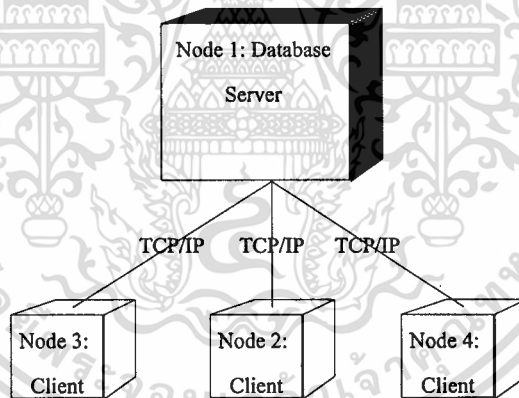 Node 1: Database
Server
TCP/IP TCP/IP TCP/IP
Node 3: Node 2: Node 4:
Client Client Client